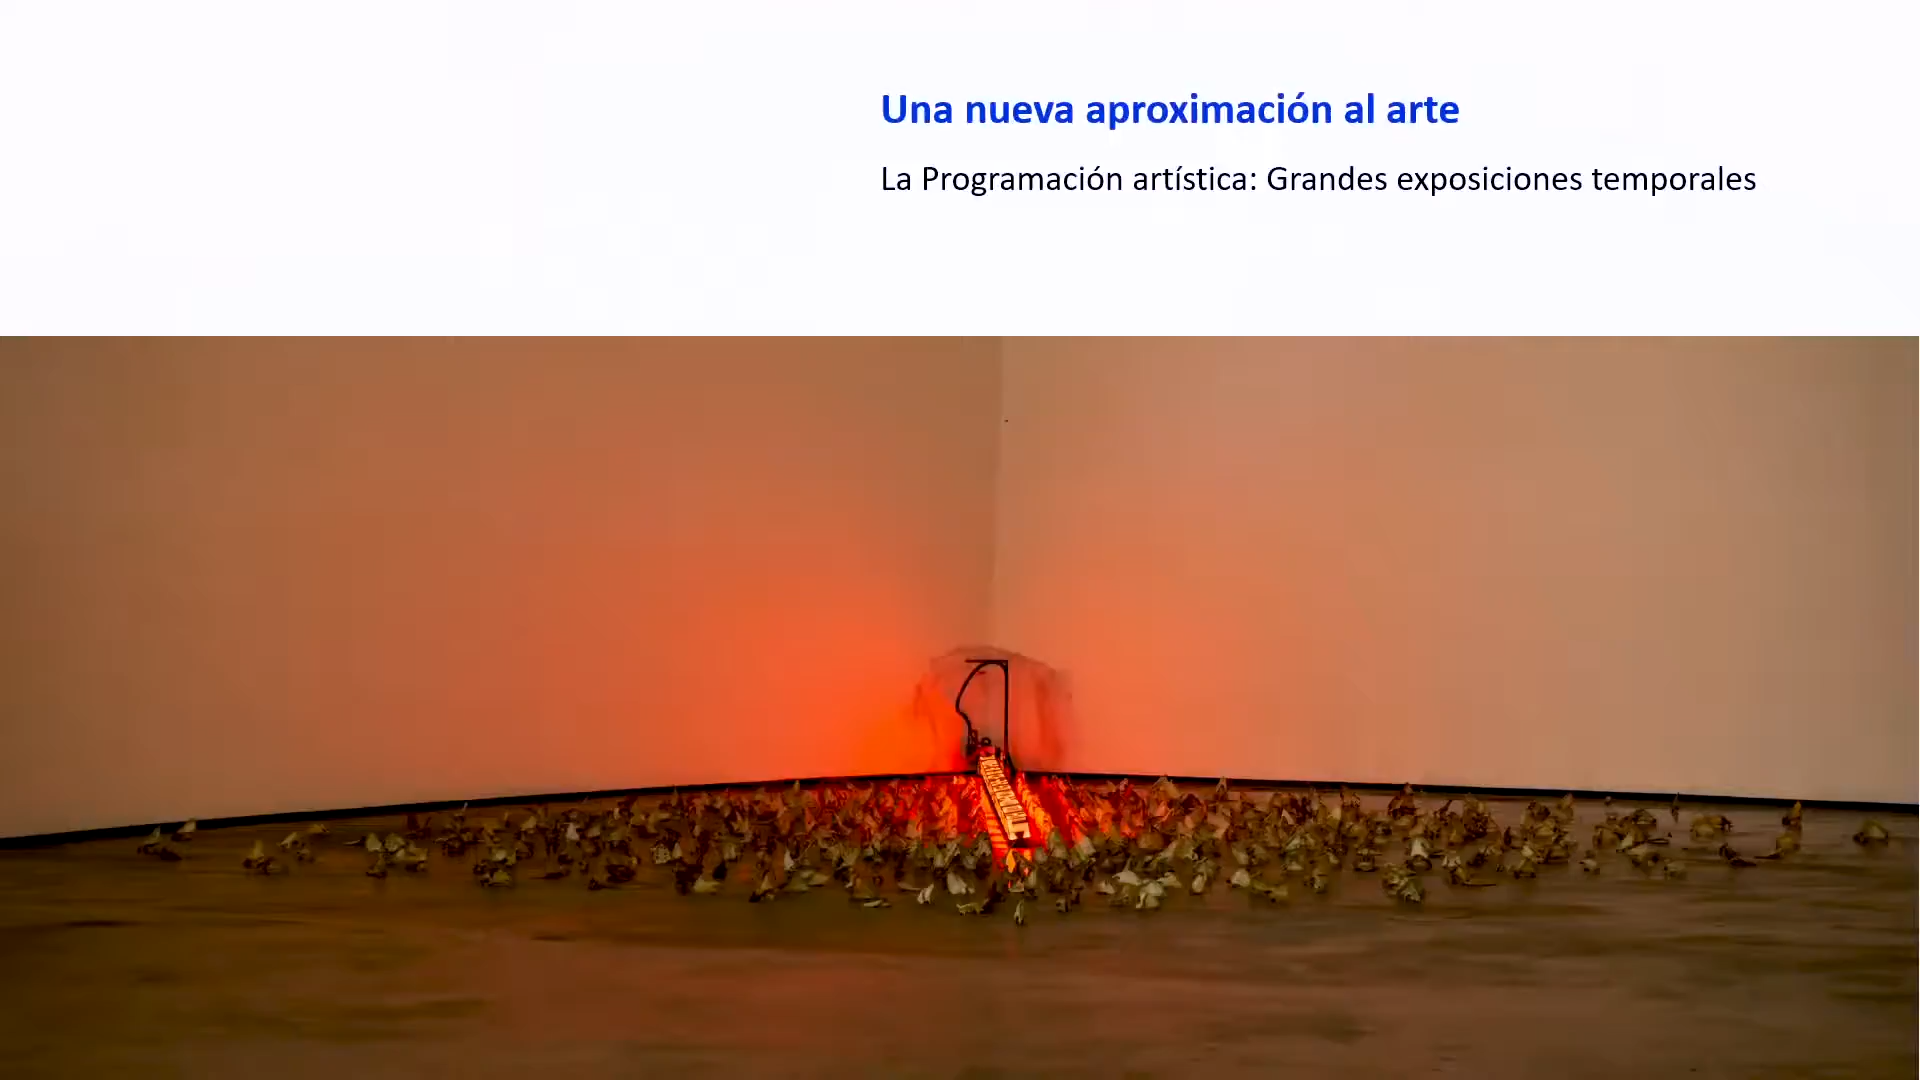 Una nueva aproximación al arte
La Programación artística: Grandes exposiciones temporales